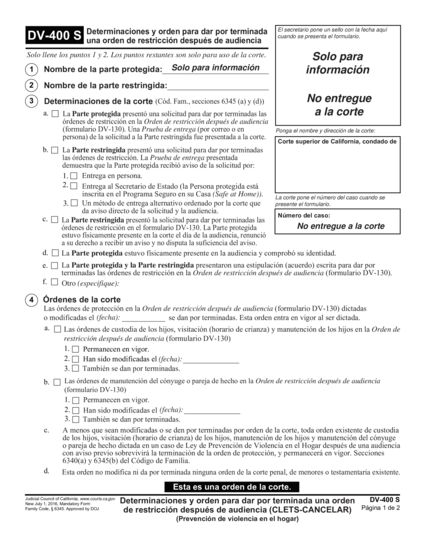 DV-400 S
Determinaciones y orden para dar por terminada
una orden de restricción después de audiencia
El secretario pone un sello con la fecha aquí
cuando se presenta el formulario.
Solo para
información
No entregue
a la corte
Solo llene los puntos 1 y 2. Los puntos restantes son solo para uso de la corte.
1 Nombre de la parte protegida: Solo para información
2 Nombre de la parte restringida:
3 Determinaciones de la corte (Cód. Fam., secciones 6345 (a) y (d))
a. La Parte protegida presentó una solicitud para dar por terminadas las
órdenes de restricción en la Orden de restricción después de audiencia
(formulario DV-130). Una Prueba de entrega (por correo o en
persona) de la solicitud a la Parte restringida fue presentada a la corte.
b. La Parte restringida presentó una solicitud para dar por terminadas
las órdenes de restricción. La Prueba de entrega presentada
demuestra que la Parte protegida recibió aviso de la solicitud por:
1. Entrega en persona.
2. Entrega al Secretario de Estado (la Persona protegida está
inscrita en el Programa Seguro en su Casa (Safe at Home)).
3. Un método de entrega alternativo ordenado por la corte que
da aviso directo de la solicitud y la audiencia.
c. La Parte restringida presentó la solicitud para dar por terminadas las
órdenes de restricción en el formulario DV-130. La Parte protegida
estuvo físicamente presente en la corte el día de la audiencia, renunció
a su derecho a recibir un aviso y no disputa la suficiencia del aviso.
Ponga el nombre y dirección de la corte:
Corte superior de California, condado de
La corte pone el número del caso cuando se
presente el formulario.
Número del caso:
No entregue a la corte
d. La Parte protegida estuvo físicamente presente en la audiencia y comprobó su identidad.
e. La Parte protegida y la Parte restringida presentaron una estipulación (acuerdo) escrita para dar por
terminadas las órdenes de restricción en la Orden de restricción después de audiencia (formulario DV-130).
f. Otro (especifique):
4 Órdenes de la corte
Las órdenes de protección en la Orden de restricción después de audiencia (formulario DV-130) dictadas
o modificadas el (fecha): se dan por terminadas. Esta orden entra en vigor al ser dictada.
a. Las órdenes de custodia de los hijos, visitación (horario de crianza) y manutención de los hijos en la Orden de
restricción después de audiencia (formulario DV-130)
1. Permanecen en vigor.
2. Han sido modificadas el (fecha):
3. También se dan por terminadas.
b. Las órdenes de manutención del cónyuge o pareja de hecho en la Orden de restricción después de audiencia
(formulario DV-130)
1. Permanecen en vigor.
2. Han sido modificadas el (fecha):
3. También se dan por terminadas.
c. A menos que sean modificadas o se den por terminadas por orden de la corte, toda orden existente de custodia
de los hijos, visitación (horario de crianza) de los hijos, manutención de los hijos y manutención del cónyuge
o pareja de hecho dictada en un caso de Ley de Prevención de Violencia en el Hogar después de una audiencia
con aviso previo sobrevivirá la terminación de la orden de protección, y permanecerá en vigor. Secciones
6340(a) y 6345(b) del Código de Familia.
d. Esta orden no modifica ni da por terminada ninguna orden de la corte penal, de menores o testamentaria existente.
Esta es una orden de la corte.
Judicial Council of California, www.courts.ca.gov
New July 1, 2016, Mandatory Form
Family Code, § 6345. Approved by DOJ
Determinaciones y orden para dar por terminada una orden
de restricción después de audiencia (CLETS-CANCELAR)
(Prevención de violencia en el hogar)
DV-400 S
Página 1 de 2